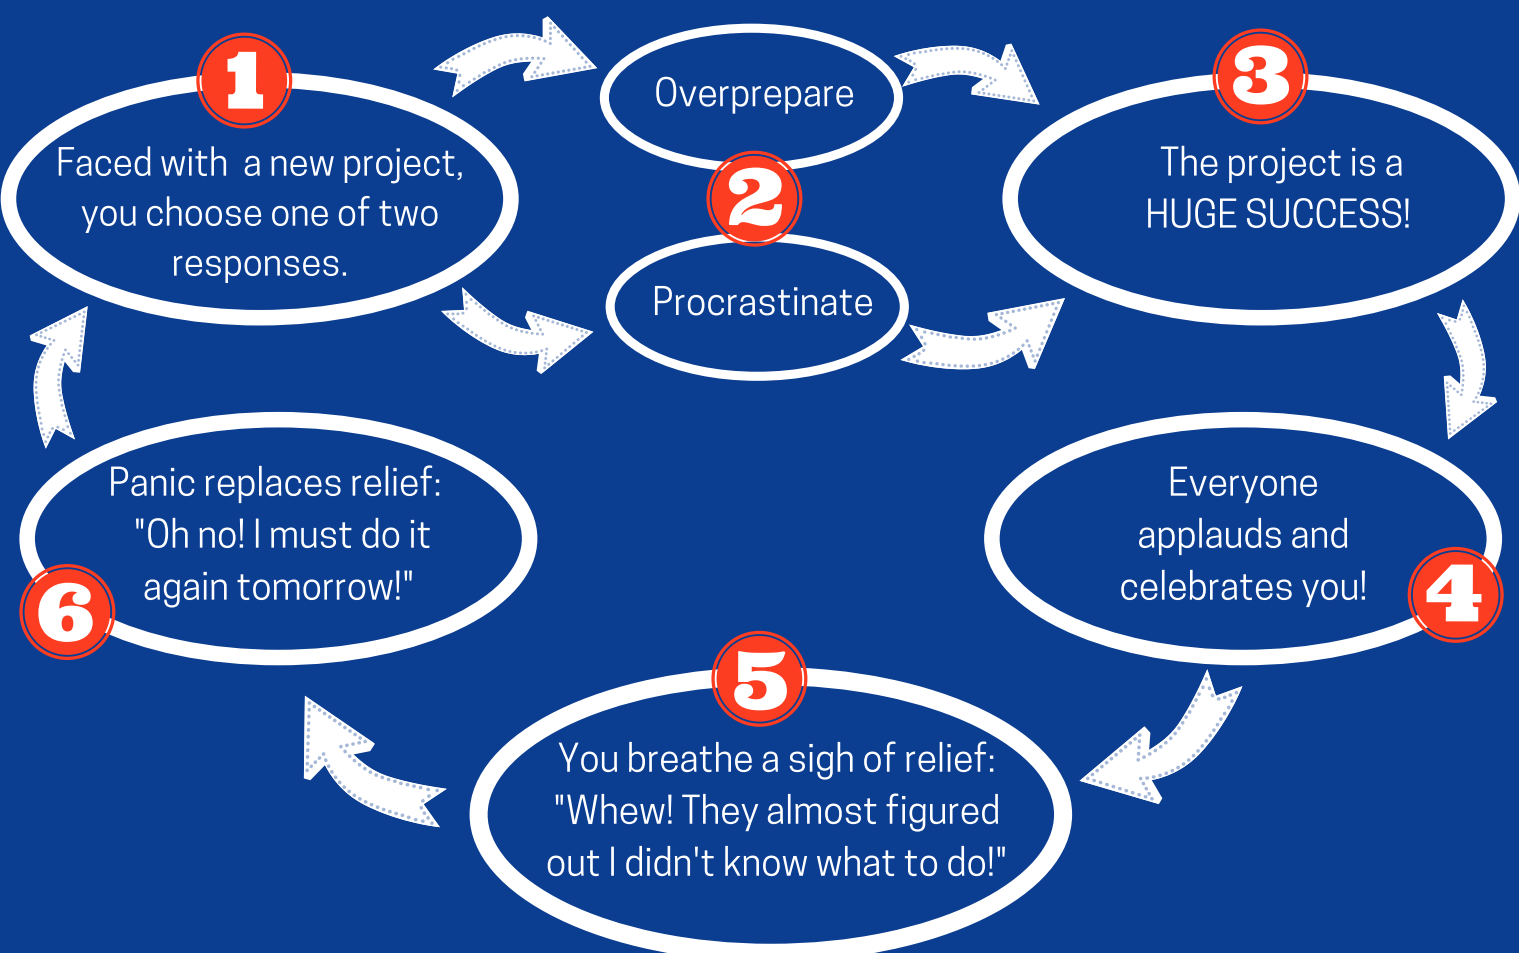 1
Faced with a new project,
you choose one of two
responses.
Overprepare
2
Procrastinate
3
The project is a
HUGE SUCCESS!
4
Everyone
applauds and
celebrates you!
5
You breathe a sigh of relief:
"Whew! They almost figured
out I didn't know what to do!"
6
Panic replaces relief:
"Oh no! I must do it
again tomorrow!"